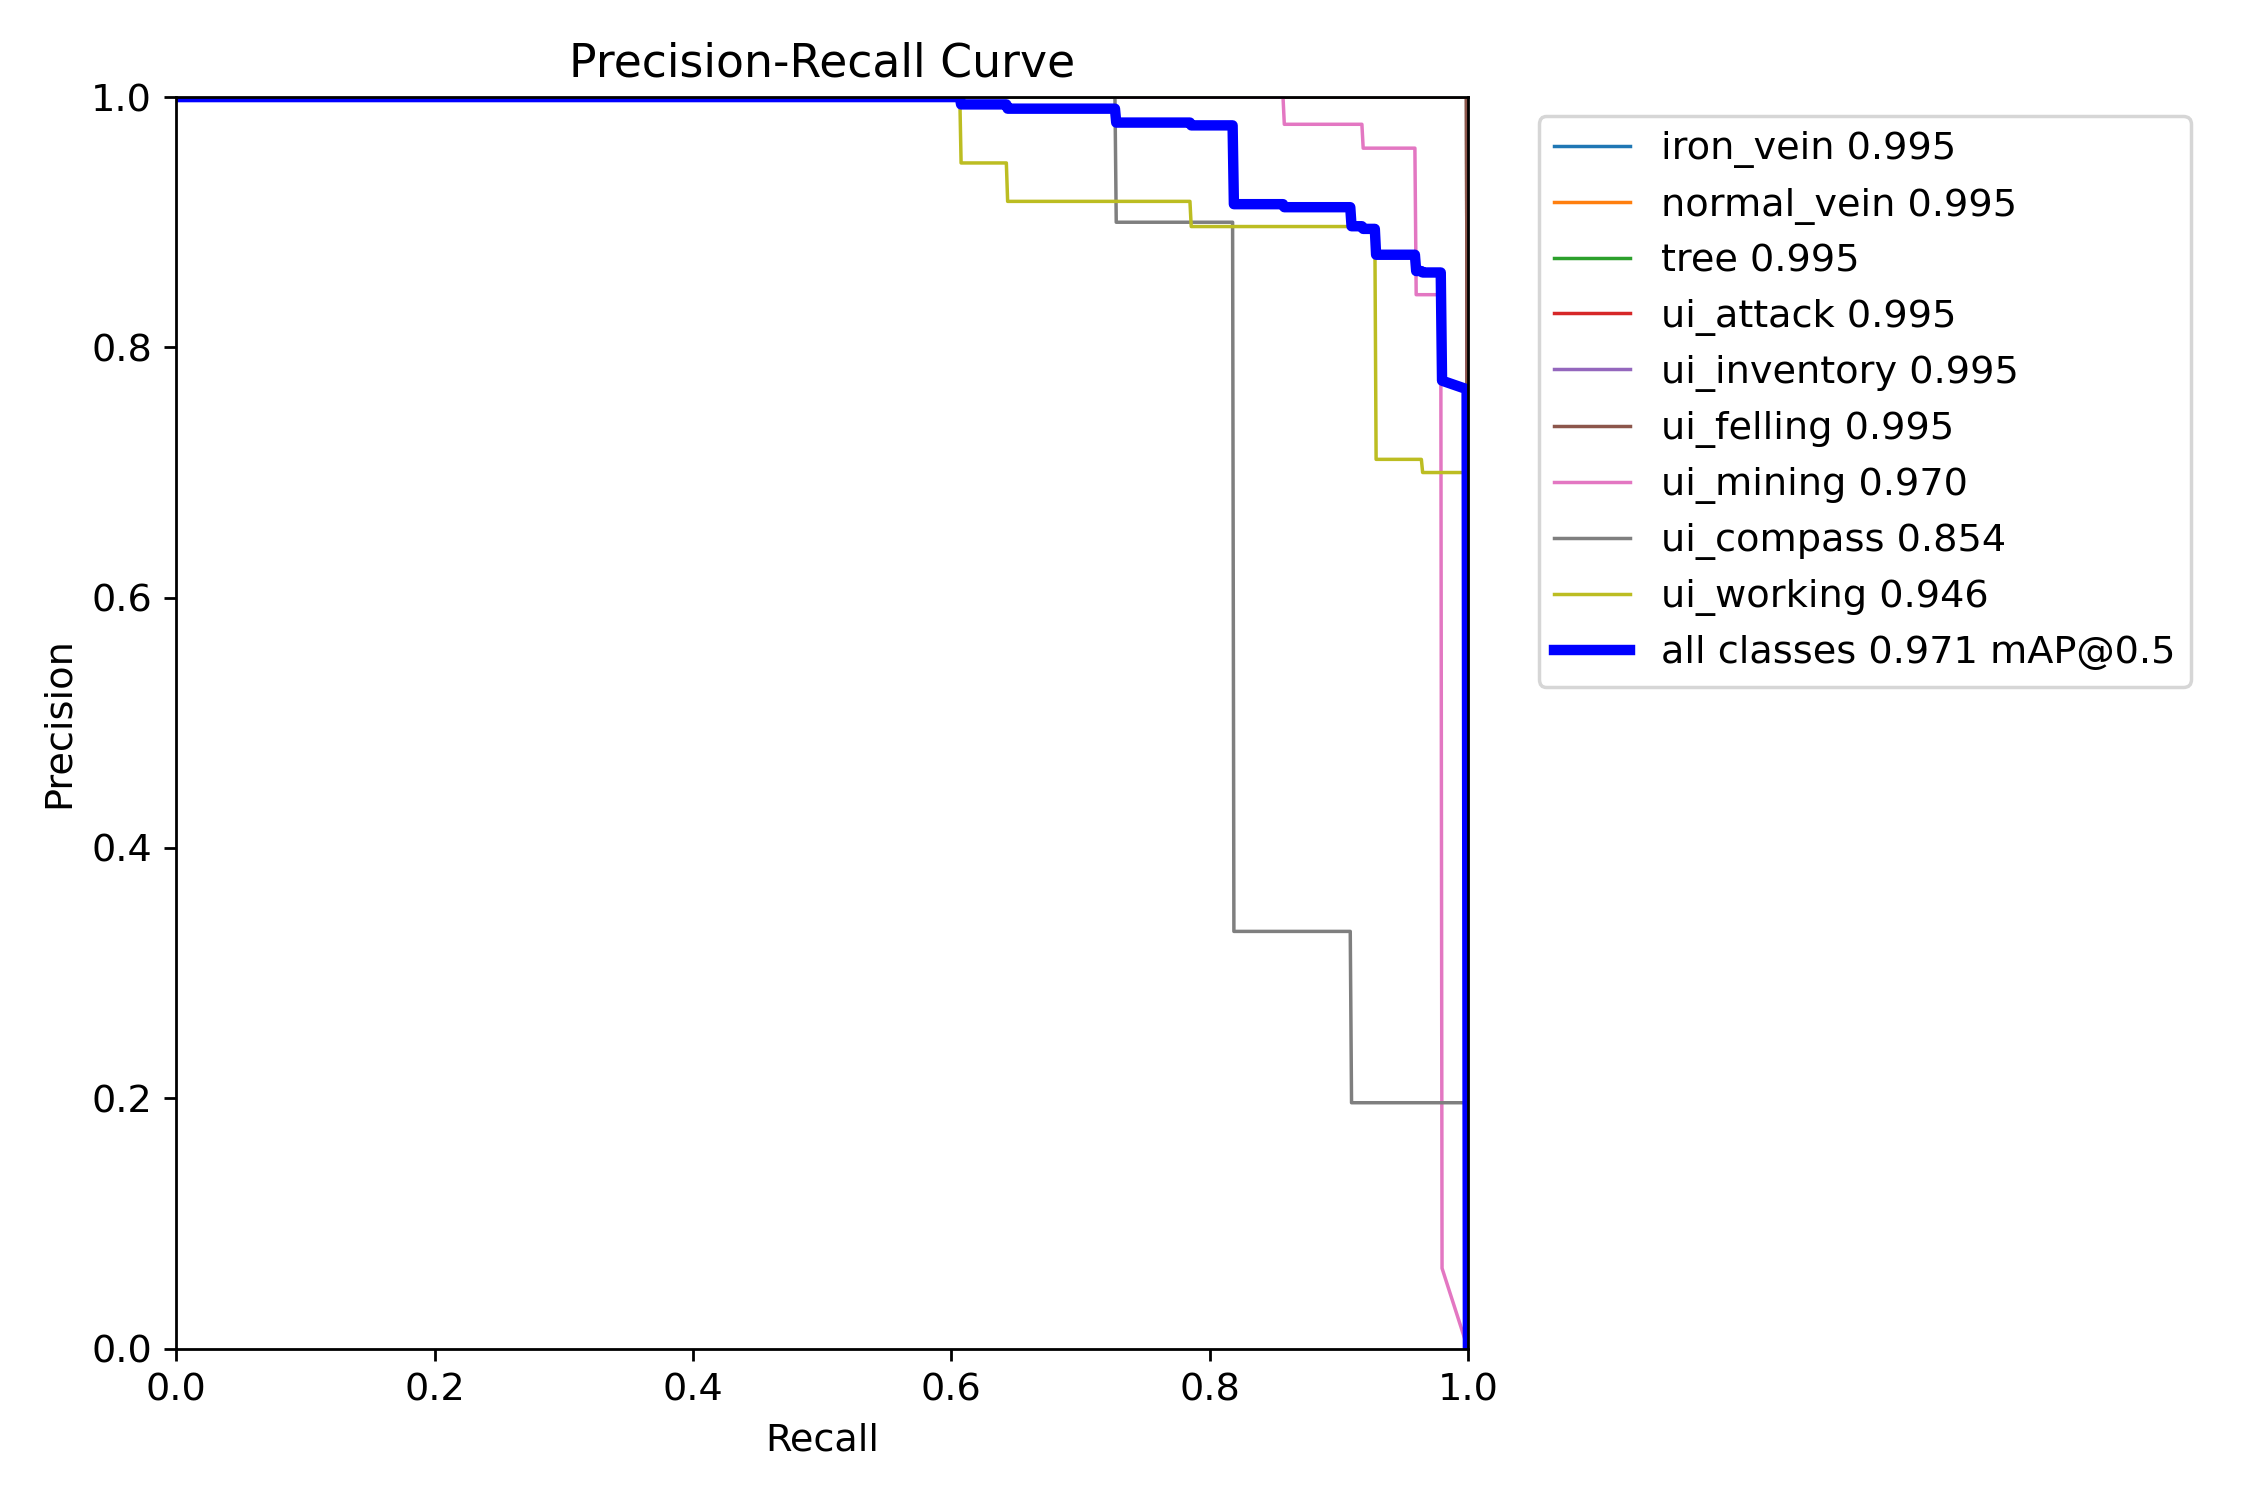 Precision-Recall Curve
1.0
0.8
0.6
0.4
0.2
0.0
Precision
0.0 0.2 0.4 0.6 0.8 1.0
Recall
iron_vein 0.995
normal_vein 0.995
tree 0.995
ui_attack 0.995
ui_inventory 0.995
ui_felling 0.995
ui_mining 0.970
ui_compass 0.854
ui_working 0.946
all classes 0.971 mAP@0.5